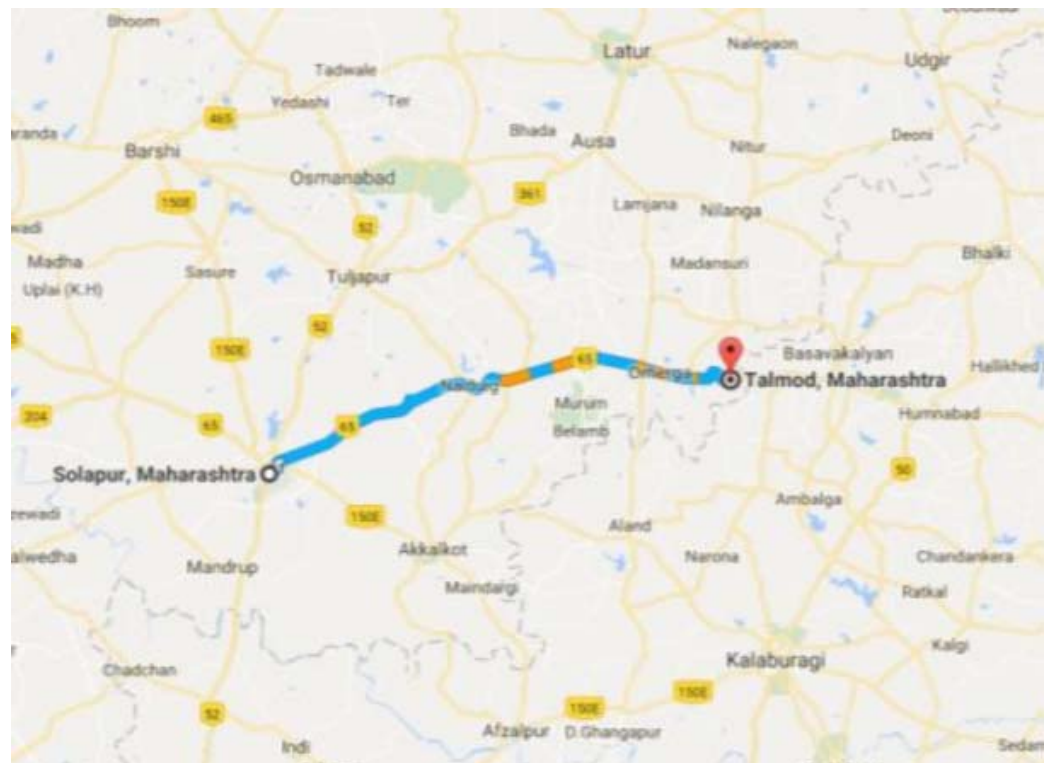 Bhoom
Latur
Nalegaon
Udgir
Tadwale
Yedashi
Ter
465
aranda
Barshi
Bhada
Ausa
Nitur
Deoni
Osmanabad
150E
361
Lamjana
Nilanga
52
wadi
Madha
Sasure
Tuljapur
Madansuri
Bhalki
Uplai (K.H)
52
150E
65
Basavakalyan
Hallikhed
Naldurg
Omerga
Talmod, Maharashtra
204
65
65
Murum
Belamb
Humnabad
Solapur, Maharashtra
50
eewadi
150E
Ambalga
Aland
alwedha
Mandrup
Akkalkot
Narona
Chandankera
Maindargi
Ratkal
Chadchan
Kalaburagi
Kalgi
52
150E
150E
Indi
Afzalpur
D.Ghangapur
Sedam